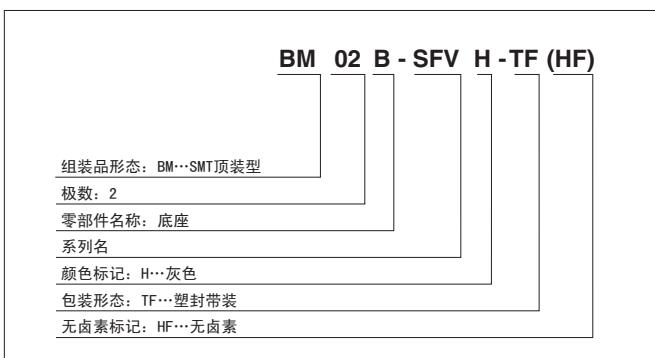 BM 02 B - SFV H - TF (HF)
组装品形态：BM…SMT顶装型
极数：2
零部件名称：底座
系列名
颜色标记：H…灰色
包装形态：TF…塑封带装
无卤素标记：HF…无卤素